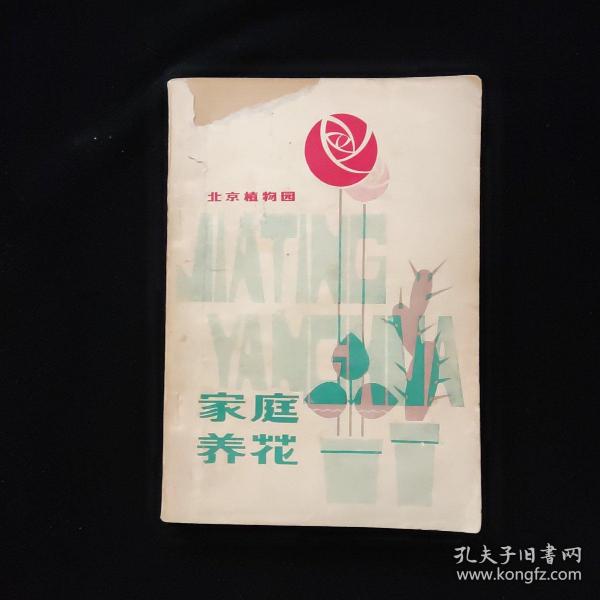 北京植物园
JIATING
YANGHUA
家庭
养花
孔夫子旧书网
www.kongfz.com